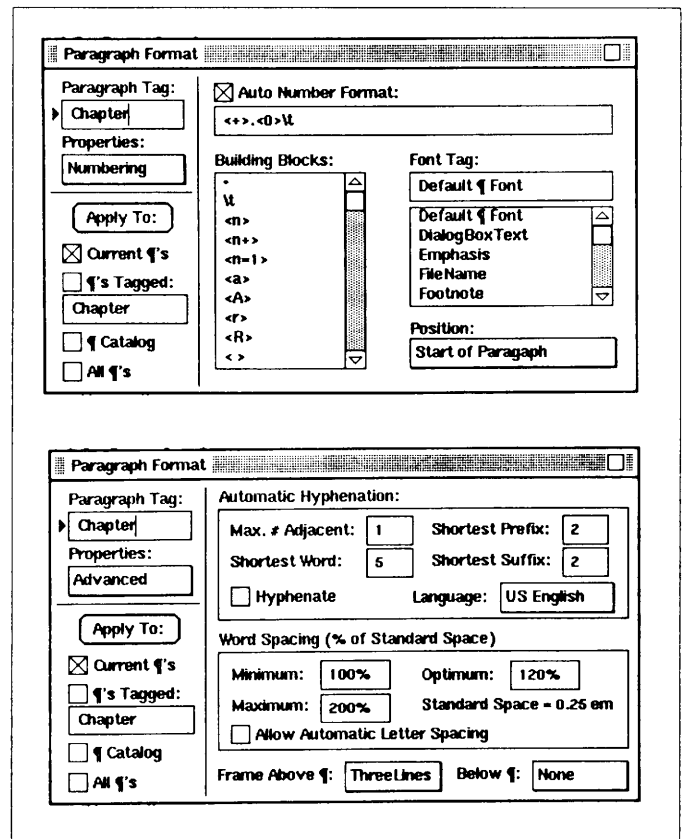 Paragraph Format
Paragraph Tag:
Chapter
Properties:
Numbering
Apply To:
Current ¶'s
¶'s Tagged:
Chapter
¶ Catalog
All ¶'s
Auto Number Format:
<+>.<0>\t
Building Blocks:
\t
<n>
<n+>
<n=1>
<a>
<A>
<r>
<R>
< >
Font Tag:
Default ¶ Font
Default ¶ Font
DialogBoxText
Emphasis
FileName
Footnote
Position:
Start of Paragaph
Paragraph Format
Paragraph Tag:
Chapter
Properties:
Advanced
Apply To:
Current ¶'s
¶'s Tagged:
Chapter
¶ Catalog
All ¶'s
Automatic Hyphenation:
Max. # Adjacent: 1 Shortest Prefix: 2
Shortest Word: 5 Shortest Suffix: 2
Hyphenate Language: US English
Word Spacing (% of Standard Space)
Minimum: 100% Optimum: 120%
Maximum: 200% Standard Space = 0.25 em
Allow Automatic Letter Spacing
Frame Above ¶: ThreeLines Below ¶: None